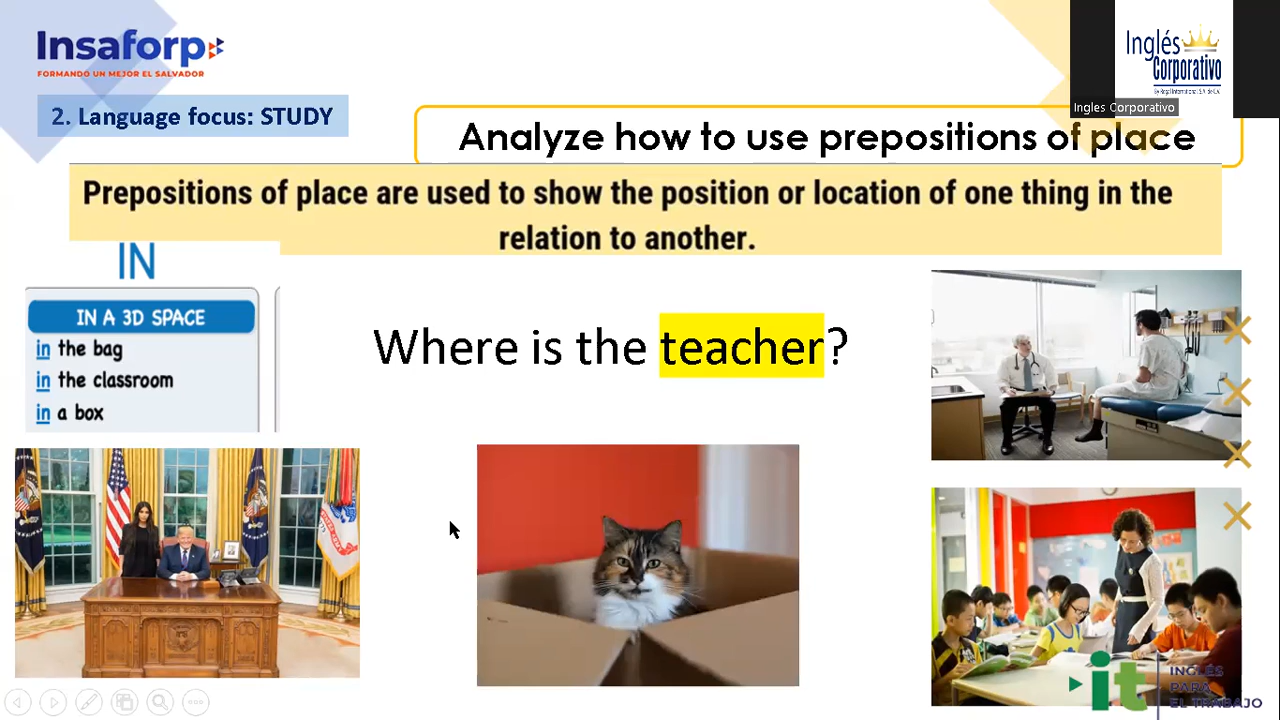 Insaforp
FORMANDO UN MEJOR EL SALVADOR
Inglés
Corporativo
Ingles Corporativo
2. Language focus: STUDY
Analyze how to use prepositions of place
Prepositions of place are used to show the position or location of one thing in the
relation to another.
IN
IN A 3D SPACE
in the bag
in the classroom
in a box
Where is the teacher?
it
INGLÉS
PARA
EL TRABAJO